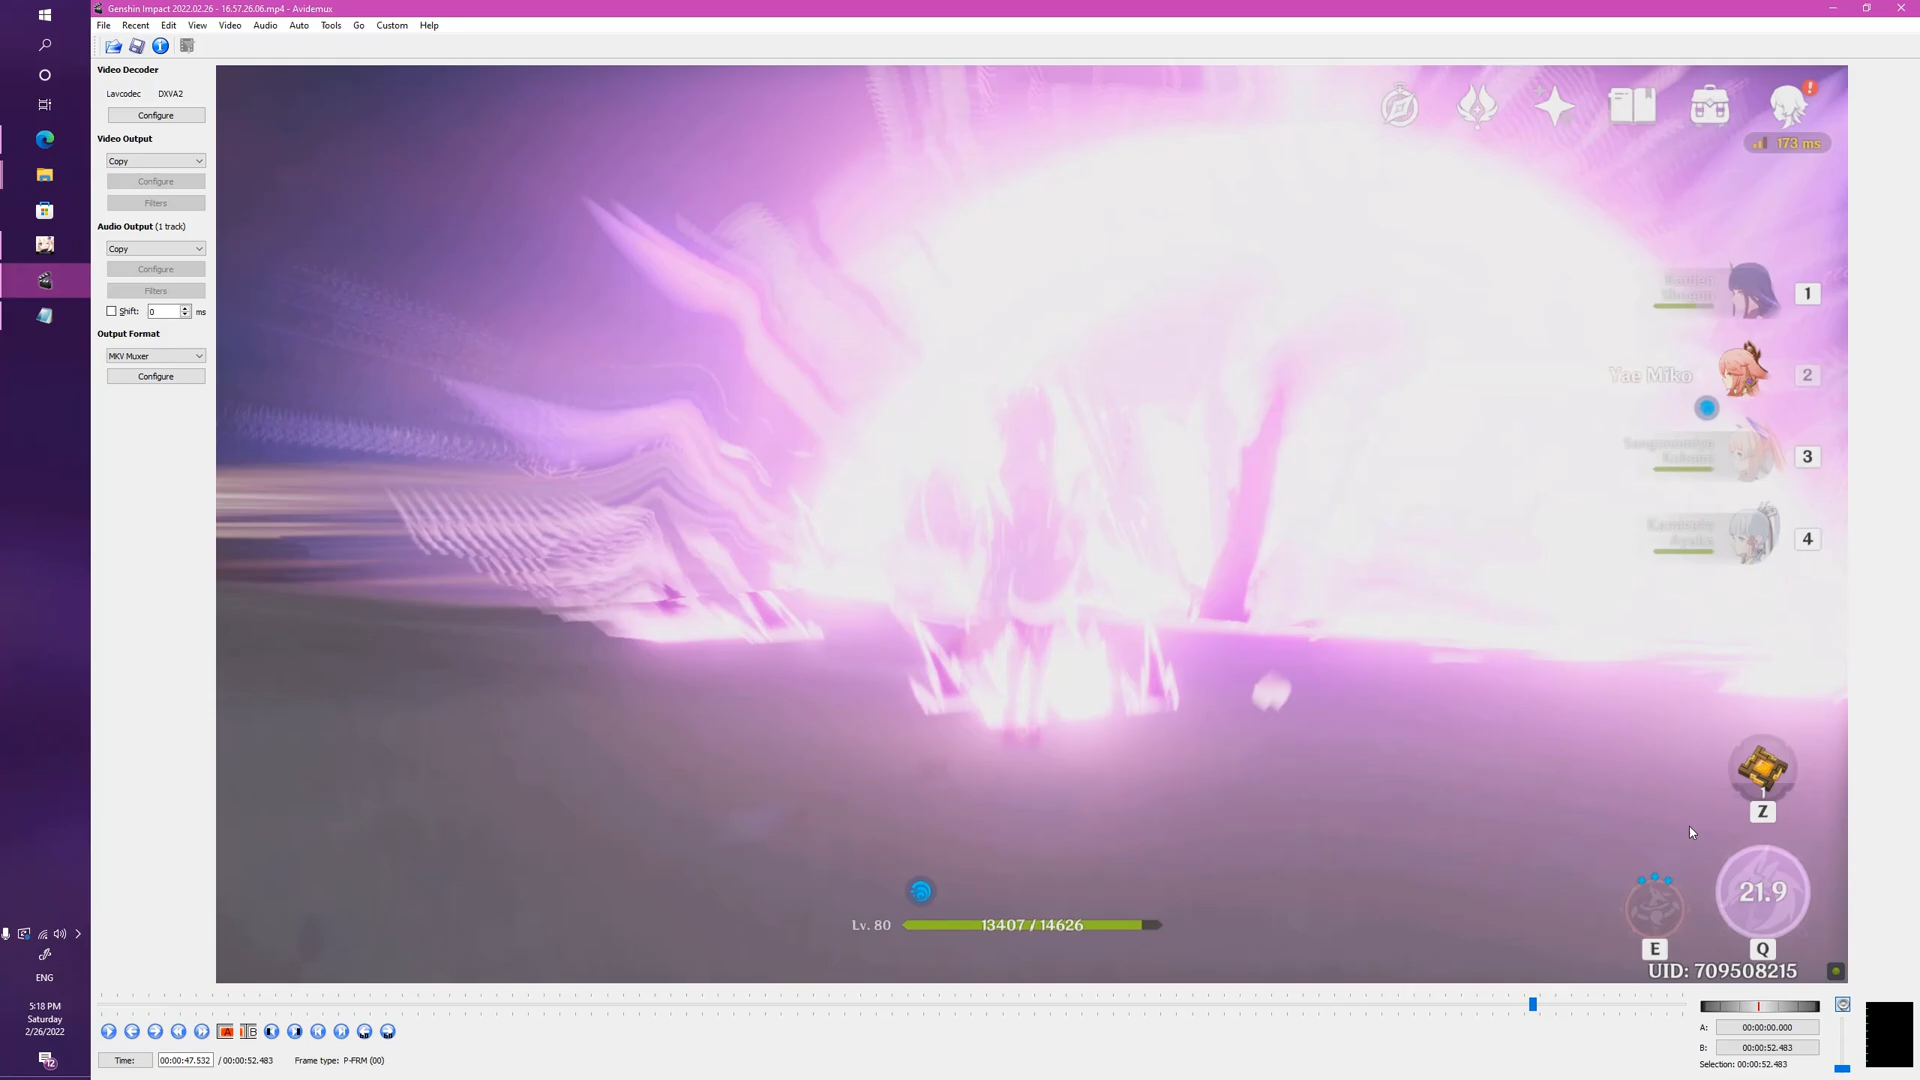 Genshin Impact 2022.02.26 - 16.57.26.06.mp4 - Avidemux
File Recent Edit View Video Audio Auto Tools Go Custom Help
Video Decoder
Lavcodec DXVA2
Configure
Video Output
Copy
Configure
Filters
Audio Output (1 track)
Copy
Configure
Filters
Shift: 0 ms
Output Format
MKV Muxer
Configure
173 ms
1
Yae Miko 2
3
4
1
Z
21.9
E Q
Lv. 80 13407 / 14626
UID: 709508215
ENG
5:18 PM
Saturday
2/26/2022
12
A B
Time: 00:00:47.532 / 00:00:52.483 Frame type: P-FRM (00)
A: 00:00:00.000
B: 00:00:52.483
Selection: 00:00:52.483